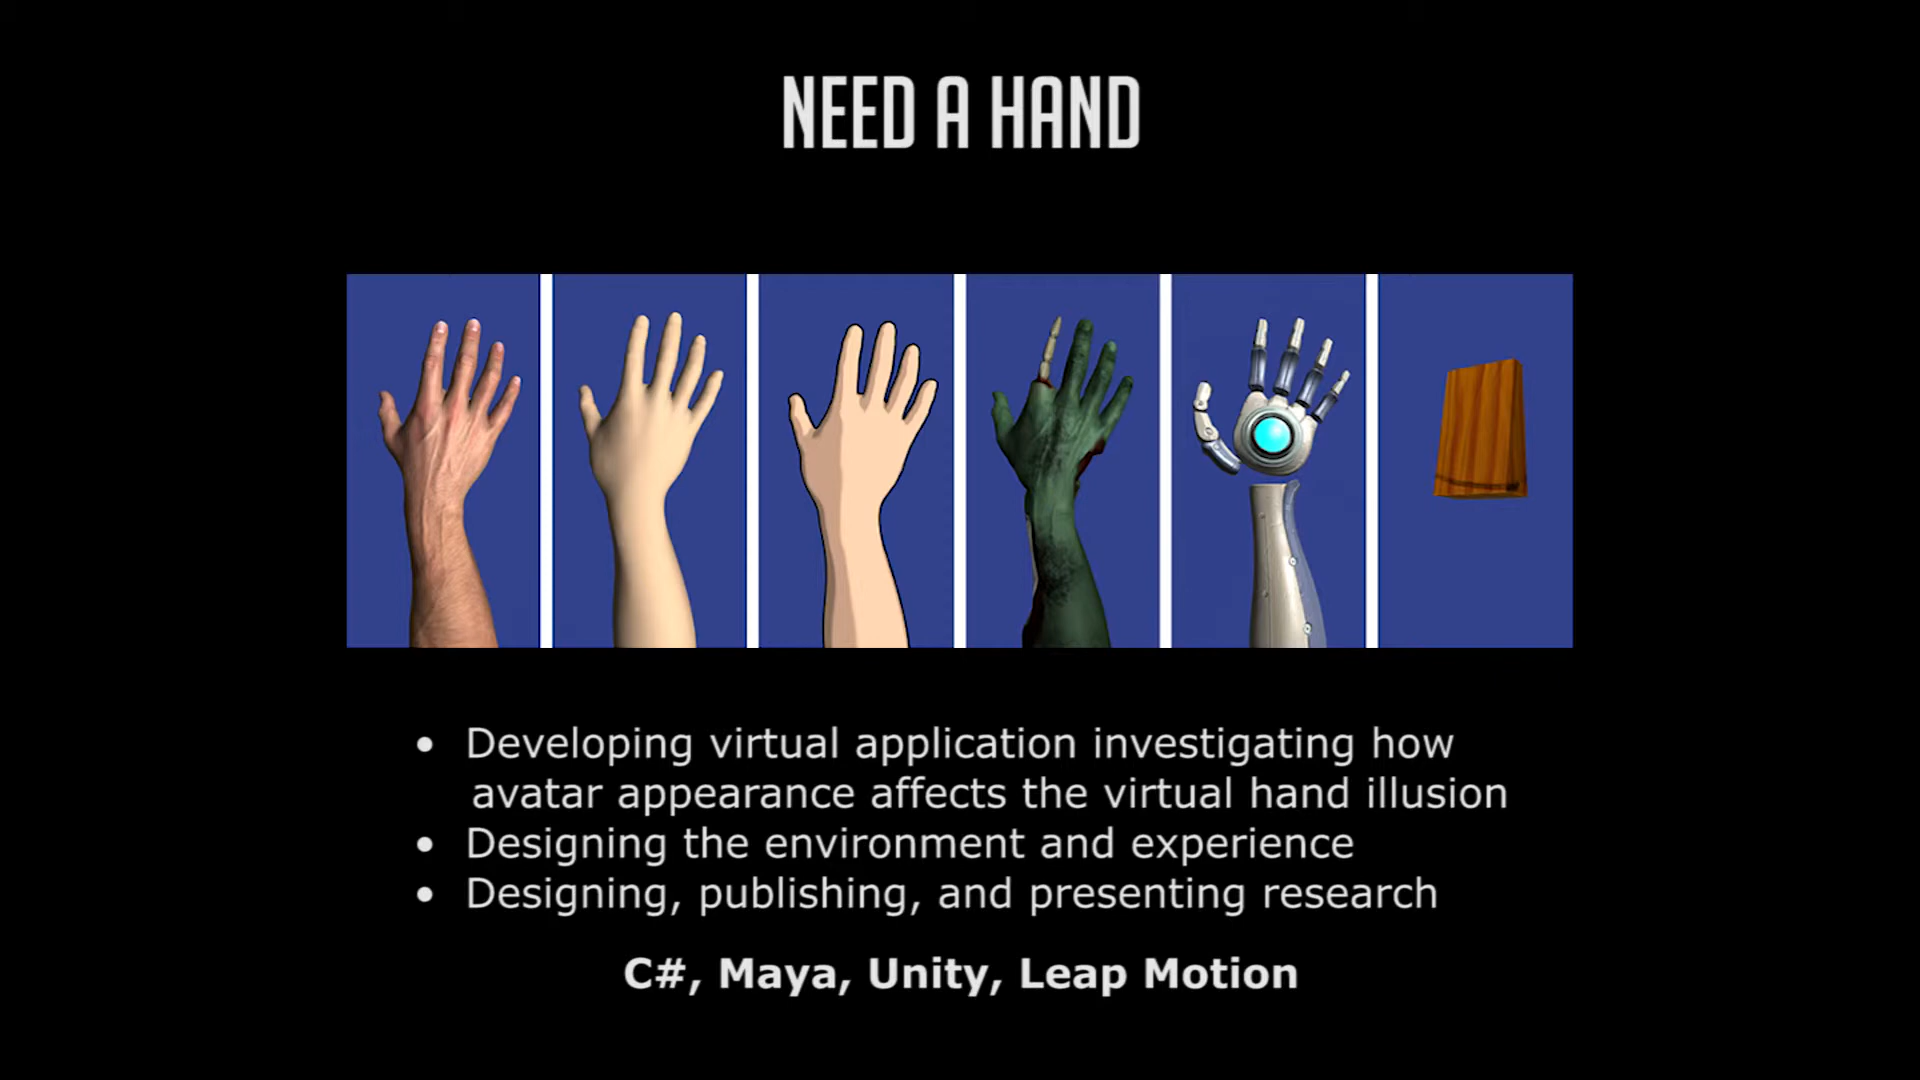 NEED A HAND
• Developing virtual application investigating how
avatar appearance affects the virtual hand illusion
• Designing the environment and experience
• Designing, publishing, and presenting research
C#, Maya, Unity, Leap Motion